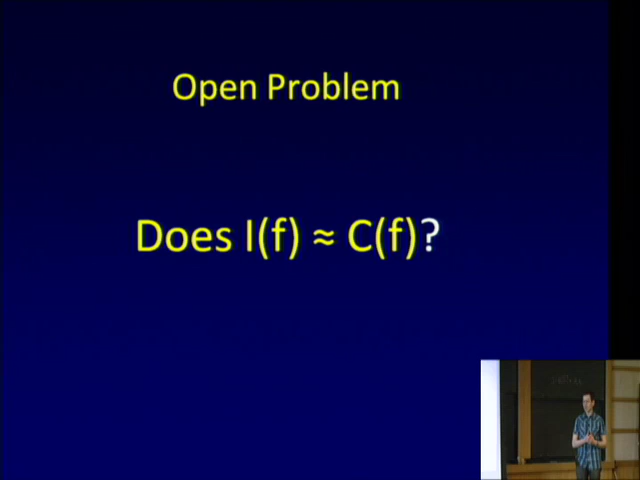 Open Problem
Does I(f) ≈ C(f)?